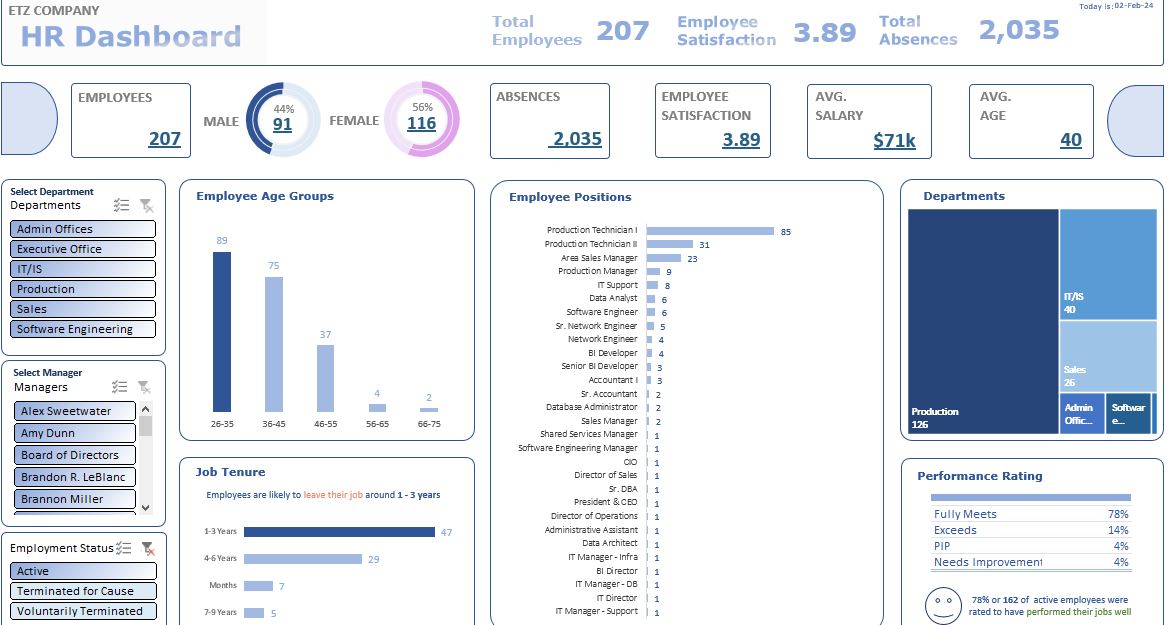 ETZ COMPANY
HR Dashboard
Total Employees 207
Employee Satisfaction 3.89
Total Absences 2,035
Today is: 02-Feb-24
EMPLOYEES
207
MALE
44%
91
FEMALE
56%
116
ABSENCES
2,035
EMPLOYEE
SATISFACTION
3.89
AVG.
SALARY
$71k
AVG.
AGE
40
Select Department
Departments
Admin Offices
Executive Office
IT/IS
Production
Sales
Software Engineering
Select Manager
Managers
Alex Sweetwater
Amy Dunn
Board of Directors
Brandon R. LeBlanc
Brannon Miller
Employment Status
Active
Terminated for Cause
Voluntarily Terminated
Employee Age Groups
89
75
37
4
2
26-35 36-45 46-55 56-65 66-75
Job Tenure
Employees are likely to leave their job around 1 - 3 years
1-3 Years 47
4-6 Years 29
Months 7
7-9 Years 5
Employee Positions
Production Technician I 85
Production Technician II 31
Area Sales Manager 23
Production Manager 9
IT Support 8
Data Analyst 6
Software Engineer 6
Sr. Network Engineer 5
Network Engineer 4
BI Developer 4
Senior BI Developer 3
Accountant I 3
Sr. Accountant 2
Database Administrator 2
Sales Manager 2
Shared Services Manager 1
Software Engineering Manager 1
CIO 1
Director of Sales 1
Sr. DBA 1
President & CEO 1
Director of Operations 1
Administrative Assistant 1
Data Architect 1
IT Manager - Infra 1
BI Director 1
IT Manager - DB 1
IT Director 1
IT Manager - Support 1
Departments
Production
126
IT/IS
40
Sales
26
Admin
Offic...
Softwar
e...
Performance Rating
Fully Meets 78%
Exceeds 14%
PIP 4%
Needs Improvement 4%
78% or 162 of active employees were
rated to have performed their jobs well